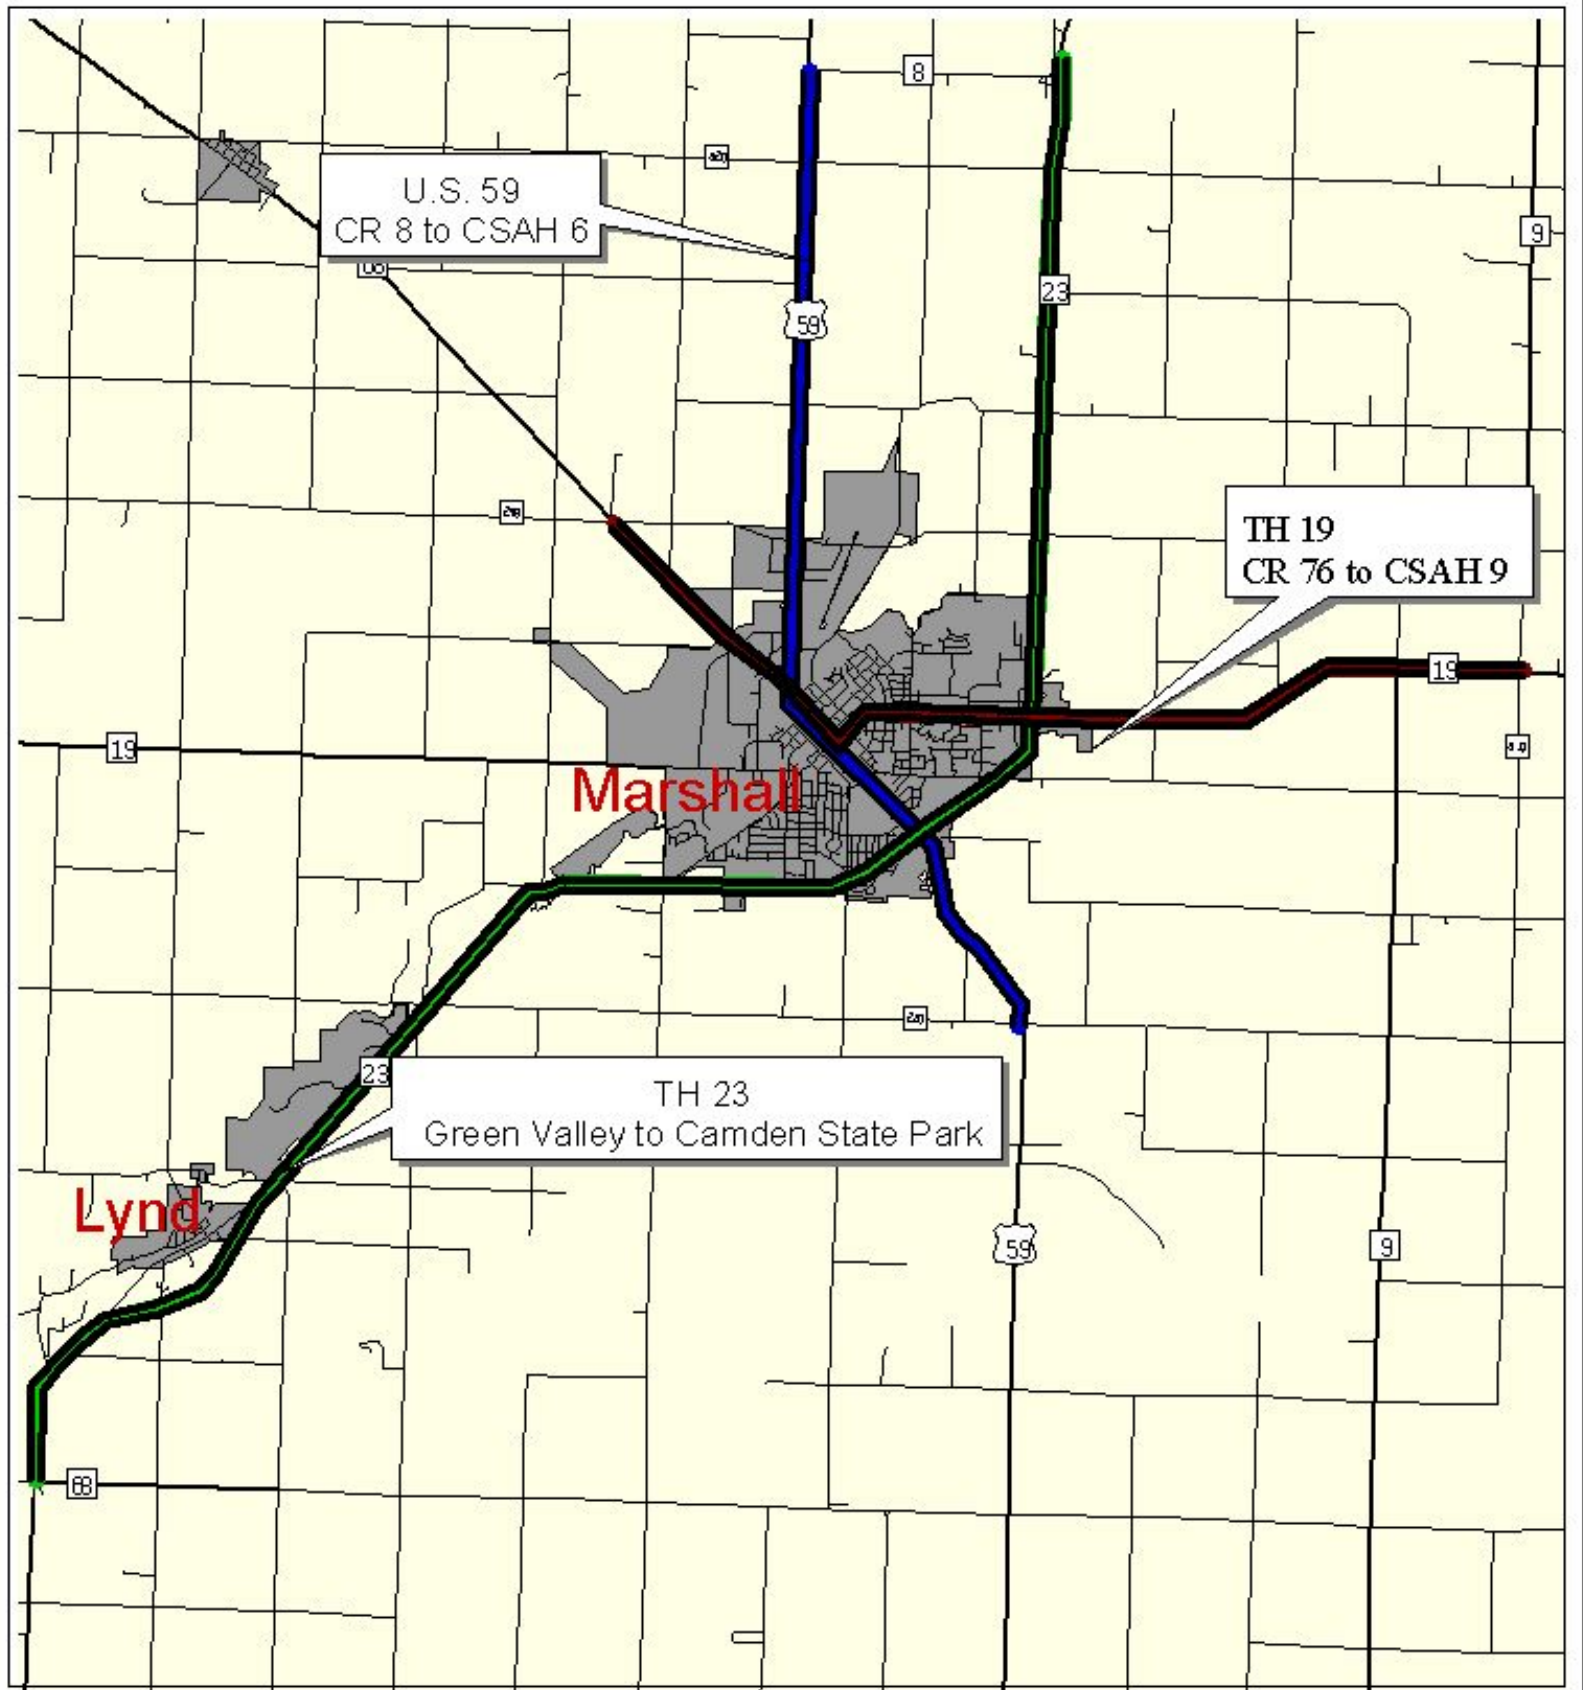 8
U.S. 59
CR 8 to CSAH 6
9
23
59
TH 19
CR 76 to CSAH 9
19
19
Marshall
23
TH 23
Green Valley to Camden State Park
Lynd
59
9
68